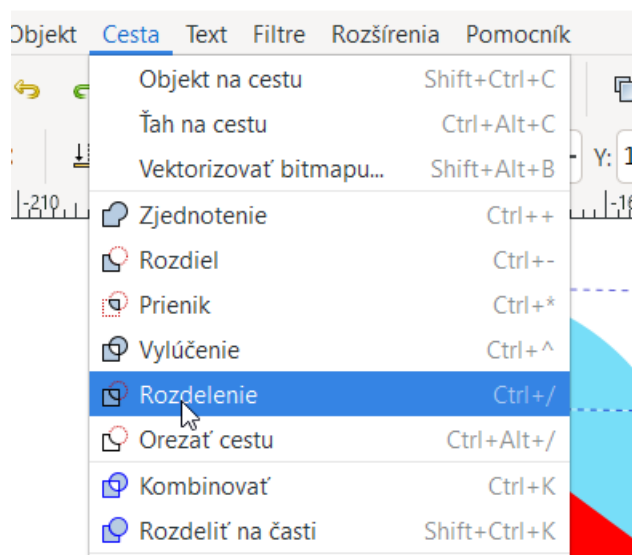 Objekt Cesta Text Filtre Rozšírenia Pomocník
Objekt na cestu Shift+Ctrl+C
Ťah na cestu Ctrl+Alt+C
Vektorizovať bitmapu... Shift+Alt+B
Y: 1
-210
Zjednotenie Ctrl++
Rozdiel Ctrl+-
Prienik Ctrl+*
Vylúčenie Ctrl+^
Rozdelenie Ctrl+/
Orezať cestu Ctrl+Alt+/
Kombinovať Ctrl+K
Rozdeliť na časti Shift+Ctrl+K